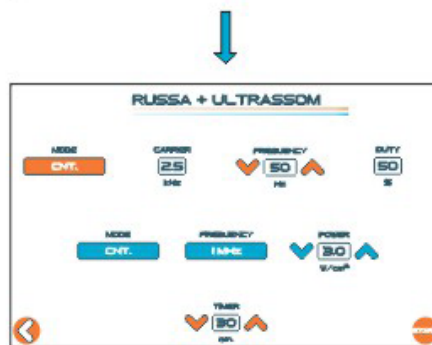 RUSSA + ULTRASSOM
MODE CARRIER FREQUENCY DUTY
CNT. 2.5 50 50
kHz Hz %
MODE FREQUENCY POWER
CNT. 1 MHz 3.0
W/cm²
TIMER
30